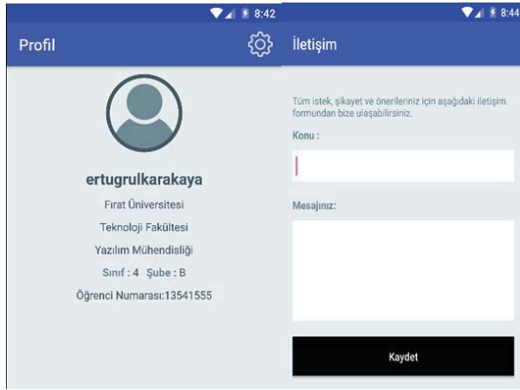 8:42
Profil
ertugrulkarakaya
Fırat Üniversitesi
Teknoloji Fakültesi
Yazılım Mühendisliği
Sınıf : 4 Şube : B
Öğrenci Numarası:13541555
8:44
İletişim
Tüm istek, şikayet ve önerileriniz için aşağıdaki iletişim
formundan bize ulaşabilirsiniz.
Konu :
Mesajınız:
Kaydet